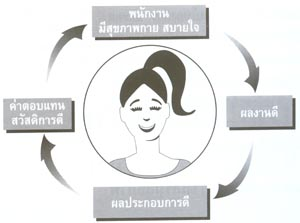 พนักงาน
มีสุขภาพกาย สบายใจ
ผลงานดี
ผลประกอบการดี
ค่าตอบแทน
สวัสดิการดี